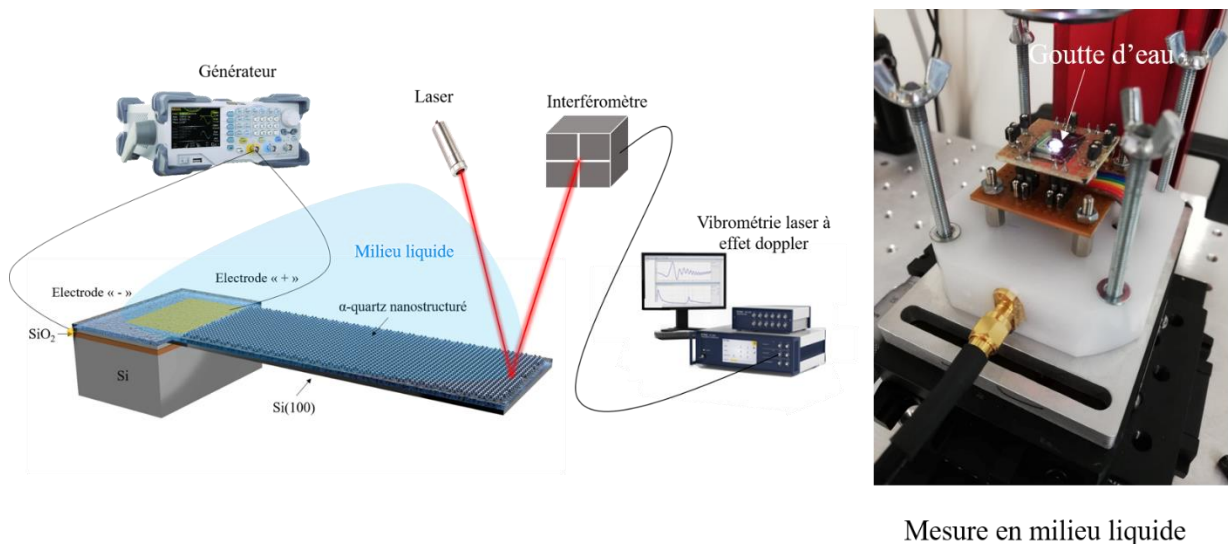 Générateur
Laser
Interféromètre
Goutte d’eau
Vibrométrie laser à
effet doppler
Milieu liquide
Electrode « - »
Electrode « + »
α-quartz nanostructuré
SiO2
Si
Si(100)
Mesure en milieu liquide